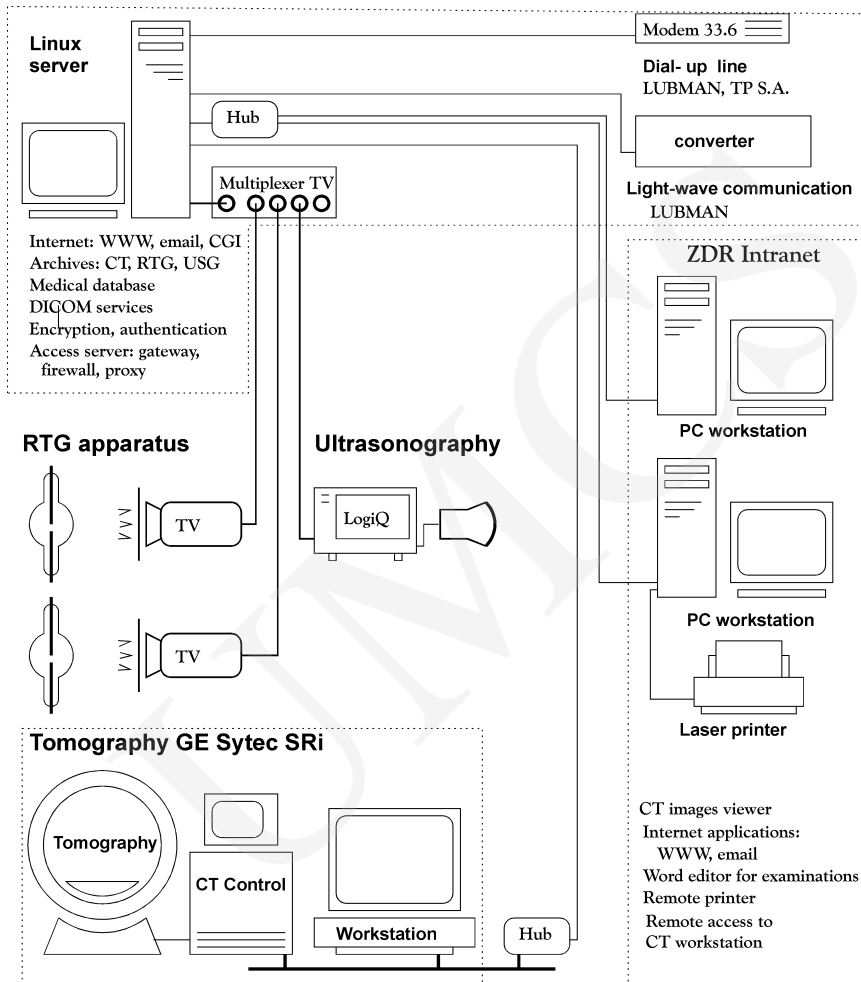 Linux
server
Modem 33.6
Dial- up line
LUBMAN, TP S.A.
Hub
converter
Multiplexer TV
Light-wave communication
LUBMAN
Internet: WWW, email, CGI
Archives: CT, RTG, USG
Medical database
DICOM services
Encryption, authentication
Access server: gateway,
firewall, proxy
ZDR Intranet
PC workstation
RTG apparatus
Ultrasonography
TV
LogiQ
PC workstation
TV
Laser printer
Tomography GE Sytec SRi
Tomography
CT Control
Workstation
Hub
CT images viewer
Internet applications:
WWW, email
Word editor for examinations
Remote printer
Remote access to
CT workstation
UMCS